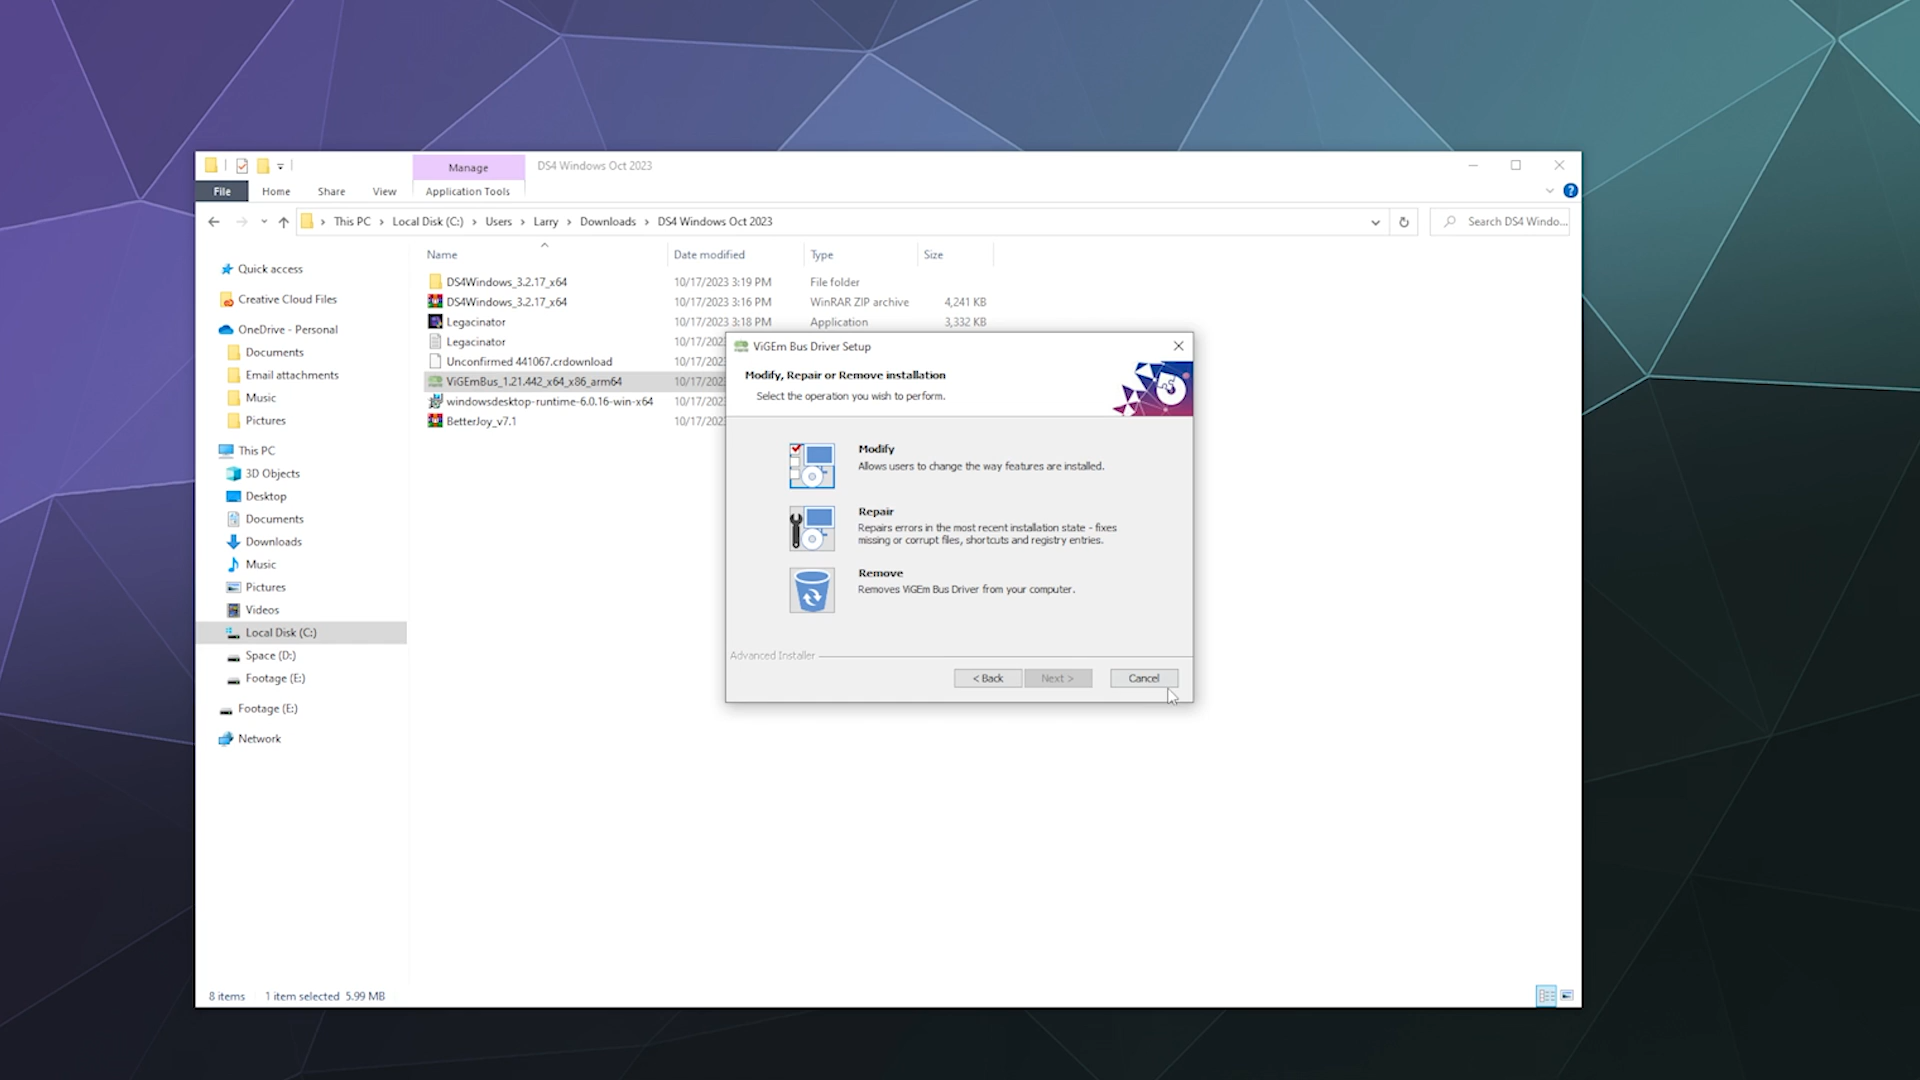 Manage
DS4 Windows Oct 2023
File
Home
Share
View
Application Tools
This PC
Local Disk (C:)
Users
Larry
Downloads
DS4 Windows Oct 2023
Search DS4 Windo...
Name
Date modified
Type
Size
Quick access
Creative Cloud Files
OneDrive - Personal
Documents
Email attachments
Music
Pictures
This PC
3D Objects
Desktop
Documents
Downloads
Music
Pictures
Videos
Local Disk (C:)
Space (D:)
Footage (E:)
Footage (E:)
Network
DS4Windows_3.2.17_x64 10/17/2023 3:19 PM File folder
DS4Windows_3.2.17_x64 10/17/2023 3:16 PM WinRAR ZIP archive 4,241 KB
Legacinator 10/17/2023 3:18 PM Application 3,332 KB
Legacinator 10/17/2023
Unconfirmed 441067.crdownload 10/17/2023
ViGEmBus_1.21.442_x64_x86_arm64 10/17/2023
windowsdesktop-runtime-6.0.16-win-x64 10/17/2023
BetterJoy_v7.1 10/17/2023
ViGEm Bus Driver Setup
Modify, Repair or Remove installation
Select the operation you wish to perform.
Modify
Allows users to change the way features are installed.
Repair
Repairs errors in the most recent installation state - fixes
missing or corrupt files, shortcuts and registry entries.
Remove
Removes ViGEm Bus Driver from your computer.
Advanced Installer
< Back
Next >
Cancel
8 items
1 item selected 5.99 MB